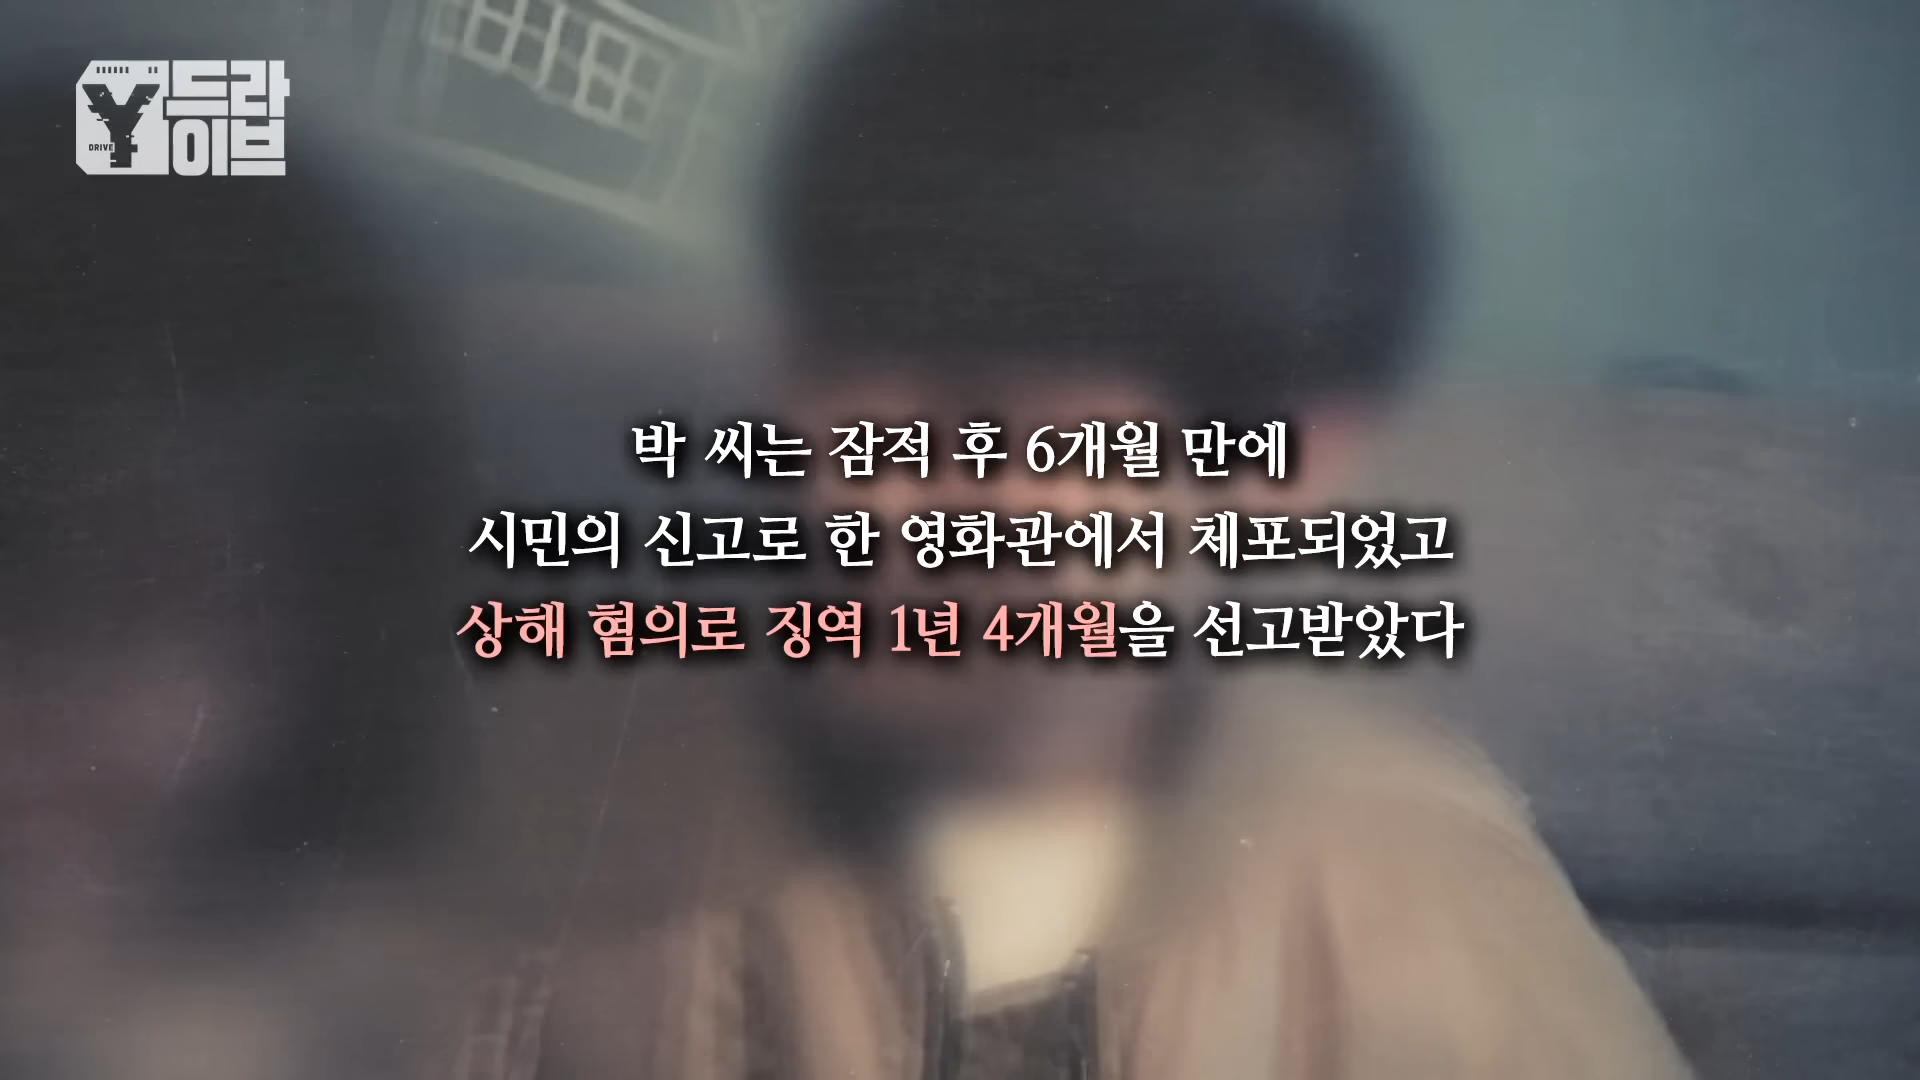 Y
DRIVE
드라
이브
박 씨는 잠적 후 6개월 만에
시민의 신고로 한 영화관에서 체포되었고
상해 혐의로 징역 1년 4개월을 선고받았다